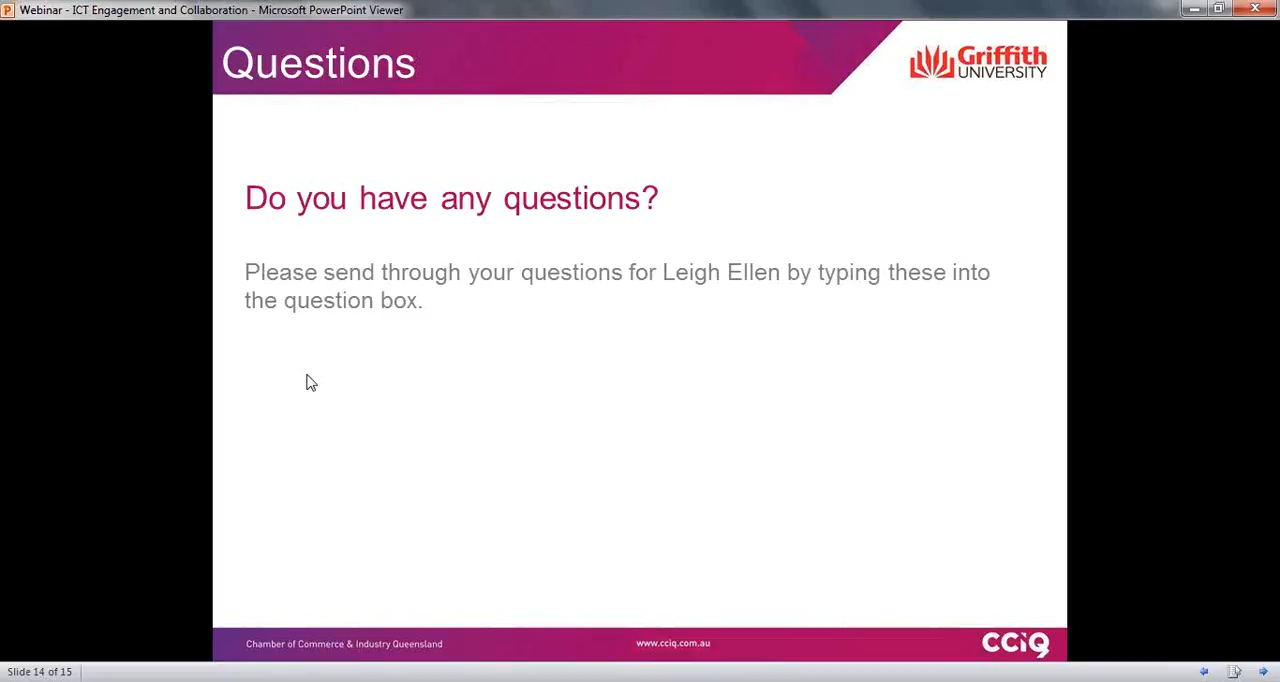 Webinar - ICT Engagement and Collaboration - Microsoft PowerPoint Viewer
Questions
Griffith
UNIVERSITY
Do you have any questions?
Please send through your questions for Leigh Ellen by typing these into
the question box.
Chamber of Commerce & Industry Queensland
www.cciq.com.au
CCIQ
Slide 14 of 15